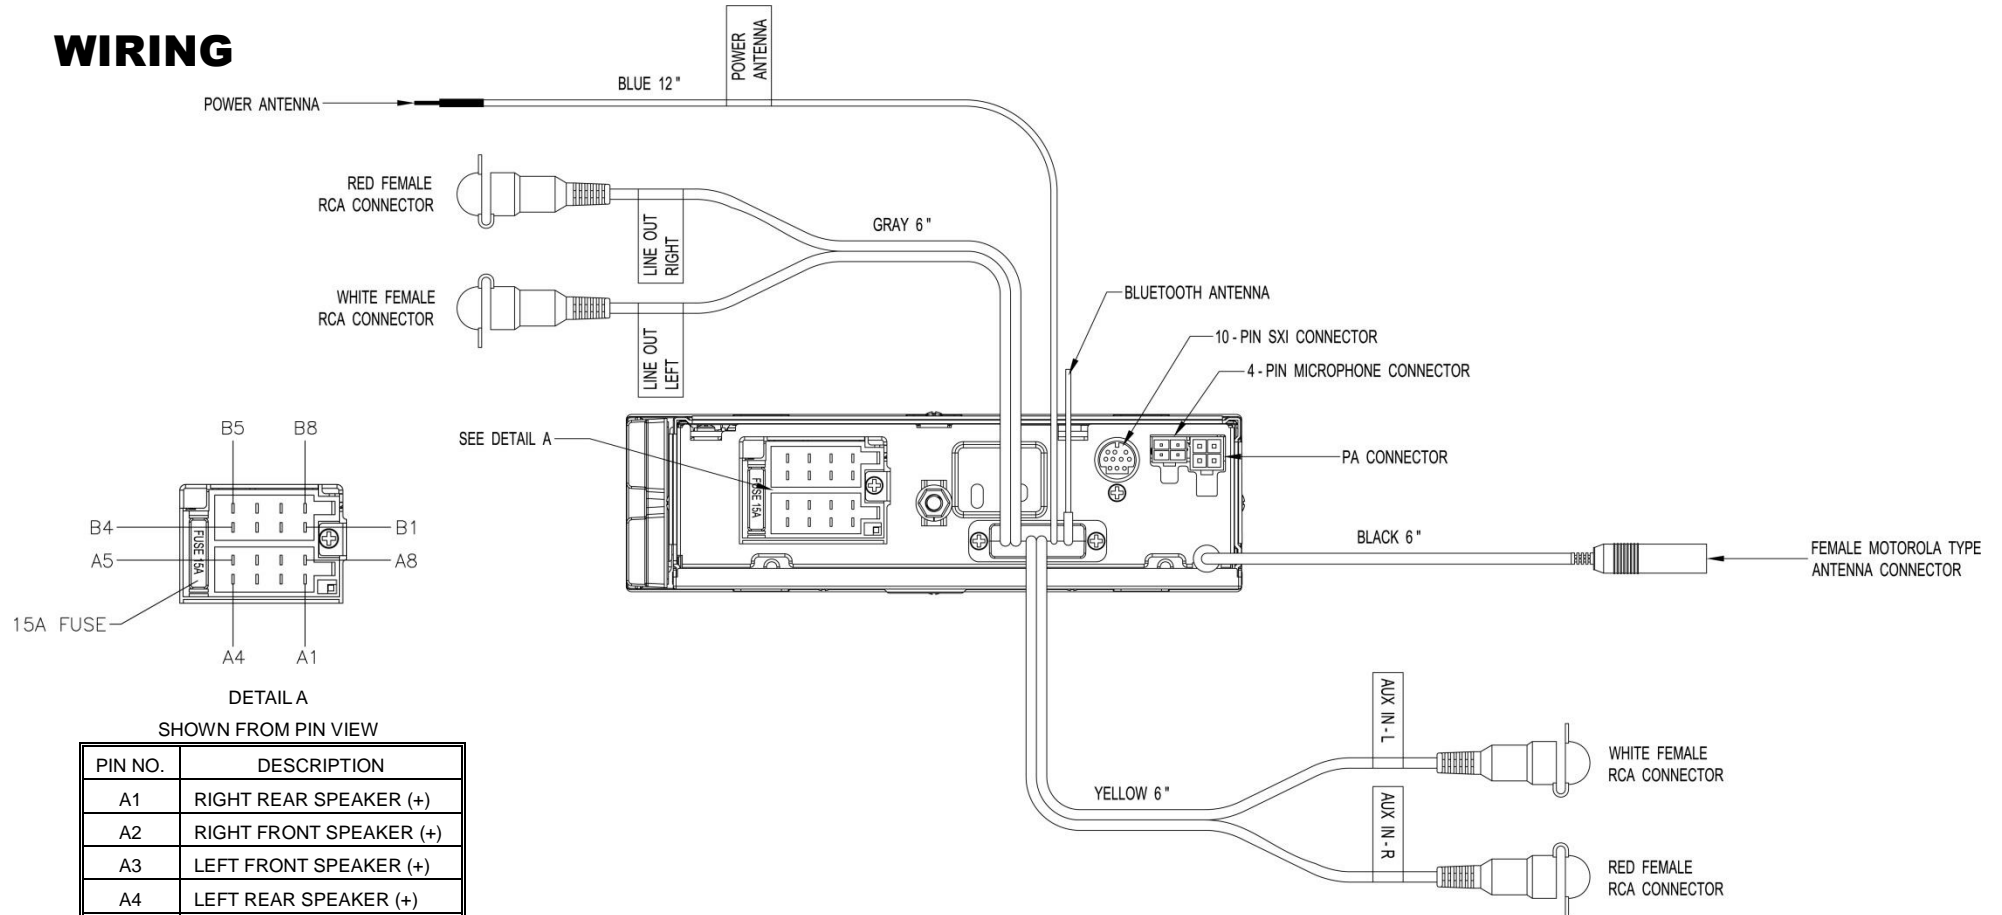 WIRING
POWER
ANTENNA
BLUE 12"
POWER ANTENNA
RED FEMALE
RCA CONNECTOR
LINE OUT
RIGHT
GRAY 6"
WHITE FEMALE
RCA CONNECTOR
LINE OUT
LEFT
BLUETOOTH ANTENNA
10 - PIN SXI CONNECTOR
4 - PIN MICROPHONE CONNECTOR
SEE DETAIL A
PA CONNECTOR
FUSE 15A
BLACK 6"
FEMALE MOTOROLA TYPE
ANTENNA CONNECTOR
B5 B8
B4 B1
FUSE 15A
A5 A8
15A FUSE
A4 A1
DETAIL A
SHOWN FROM PIN VIEW
PIN NO. DESCRIPTION
A1 RIGHT REAR SPEAKER (+)
A2 RIGHT FRONT SPEAKER (+)
A3 LEFT FRONT SPEAKER (+)
A4 LEFT REAR SPEAKER (+)
AUX IN - L
WHITE FEMALE
RCA CONNECTOR
YELLOW 6"
AUX IN - R
RED FEMALE
RCA CONNECTOR